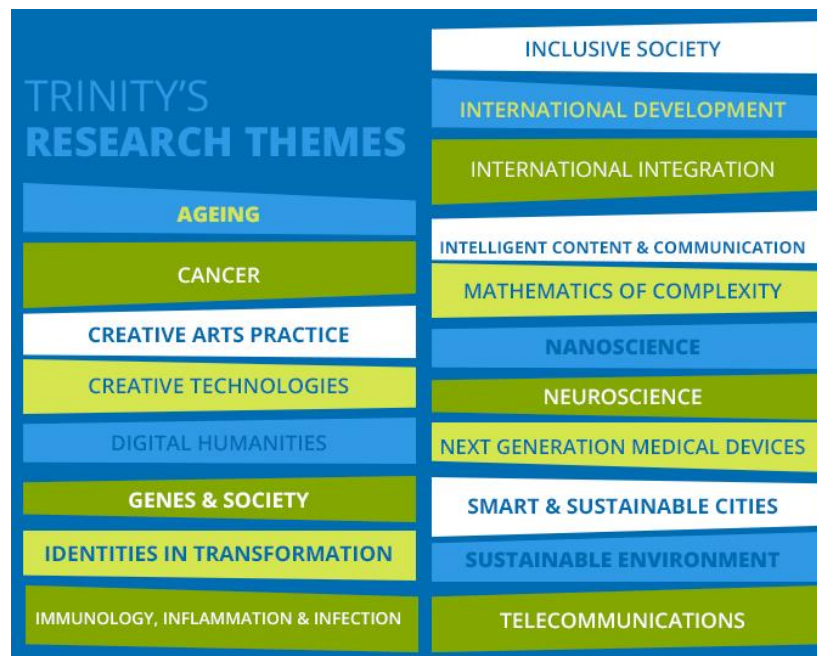 TRINITY'S
RESEARCH THEMES
AGEING
CANCER
CREATIVE ARTS PRACTICE
CREATIVE TECHNOLOGIES
DIGITAL HUMANITIES
GENES & SOCIETY
IDENTITIES IN TRANSFORMATION
IMMUNOLOGY, INFLAMMATION & INFECTION
INCLUSIVE SOCIETY
INTERNATIONAL DEVELOPMENT
INTERNATIONAL INTEGRATION
INTELLIGENT CONTENT & COMMUNICATION
MATHEMATICS OF COMPLEXITY
NANOSCIENCE
NEUROSCIENCE
NEXT GENERATION MEDICAL DEVICES
SMART & SUSTAINABLE CITIES
SUSTAINABLE ENVIRONMENT
TELECOMMUNICATIONS